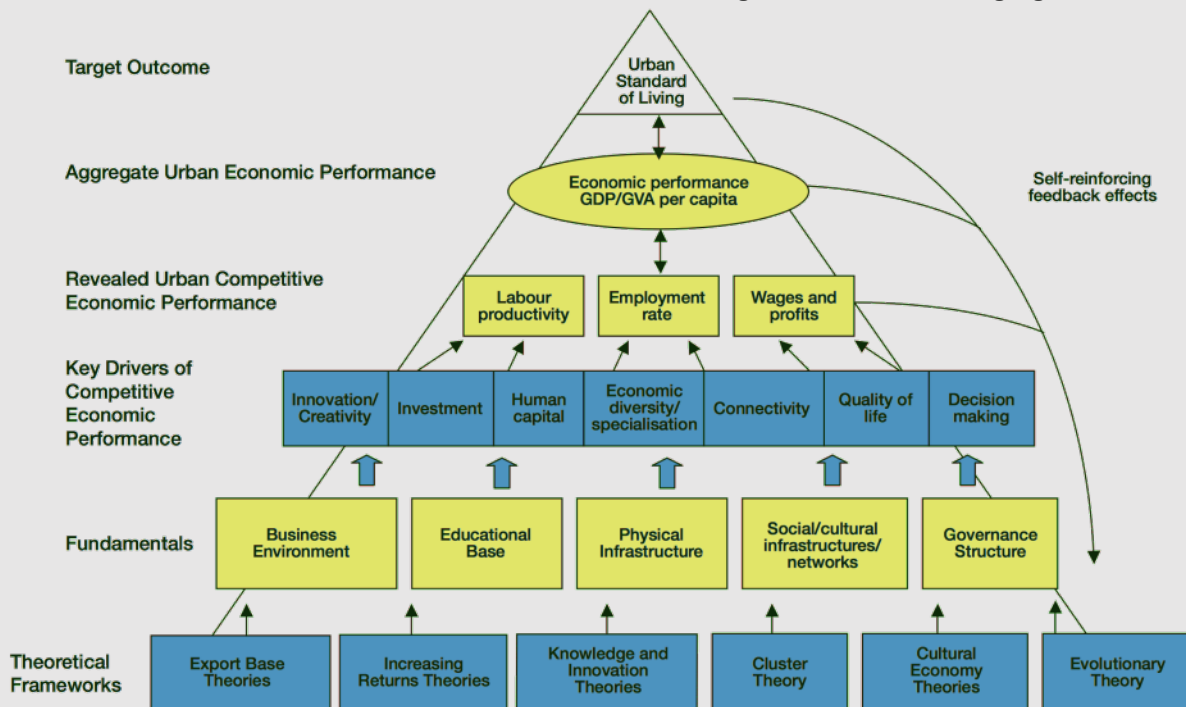 Target Outcome
Urban
Standard
of Living
Aggregate Urban Economic Performance
Economic performance
GDP/GVA per capita
Self-reinforcing
feedback effects
Revealed Urban Competitive
Economic Performance
Labour
productivity
Employment
rate
Wages and
profits
Key Drivers of
Competitive
Economic
Performance
Innovation/
Creativity
Investment
Human
capital
Economic
diversity/
specialisation
Connectivity
Quality of
life
Decision
making
Fundamentals
Business
Environment
Educational
Base
Physical
Infrastructure
Social/cultural
infrastructures/
networks
Governance
Structure
Theoretical
Frameworks
Export Base
Theories
Increasing
Returns Theories
Knowledge and
Innovation
Theories
Cluster
Theory
Cultural
Economy
Theories
Evolutionary
Theory